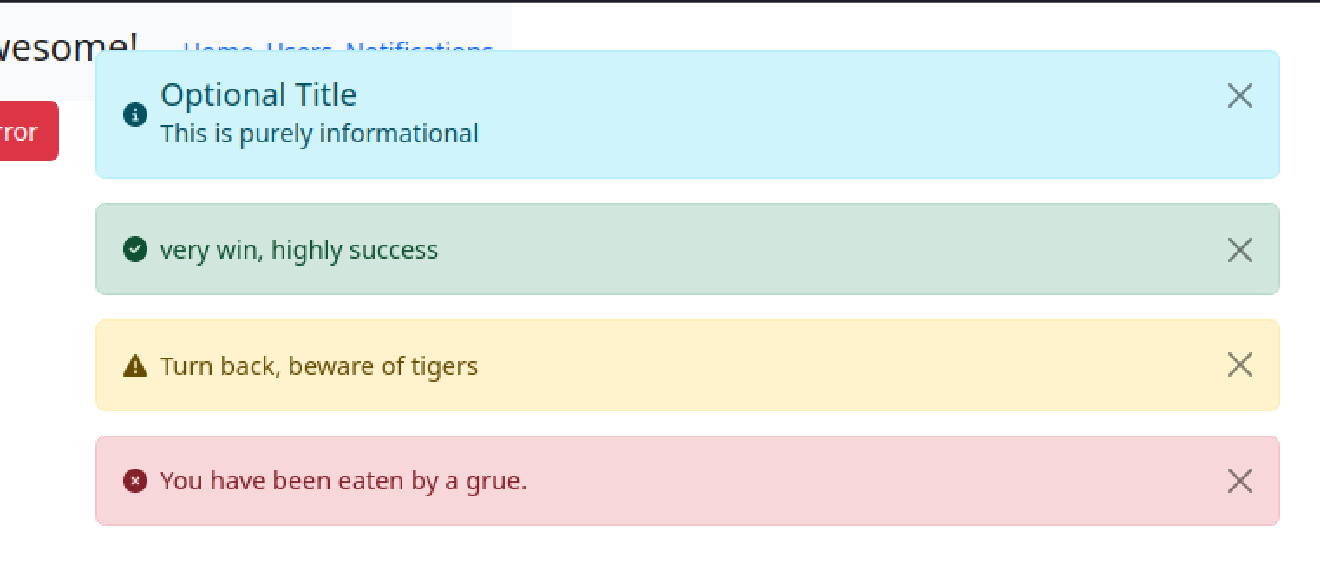 wesome! Home Users Notifications
rror
Optional Title
This is purely informational
very win, highly success
Turn back, beware of tigers
You have been eaten by a grue.